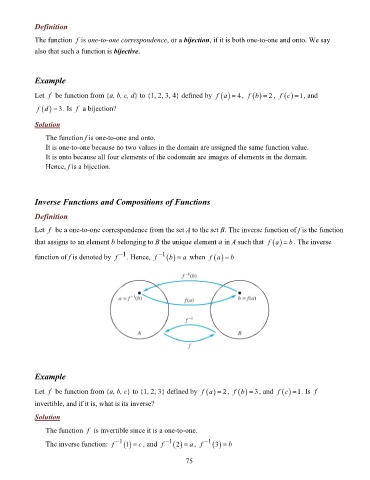 Definition
The function f is one-to-one correspondence, or a bijection, if it is both one-to-one and onto. We say
also that such a function is bijective.
Example
Let f be function from {a, b, c, d} to {1, 2, 3, 4} defined by f(a) = 4, f(b) = 2, f(c) = 1, and
f(d) = 3. Is f a bijection?
Solution
The function f is one-to-one and onto.
It is one-to-one because no two values in the domain are assigned the same function value.
It is onto because all four elements of the codomain are images of elements in the domain.
Hence, f is a bijection.
Inverse Functions and Compositions of Functions
Definition
Let f be a one-to-one correspondence from the set A to the set B. The inverse function of f is the function
that assigns to an element b belonging to B the unique element a in A such that f(a) = b. The inverse
function of f is denoted by f⁻¹. Hence, f⁻¹(b) = a when f(a) = b
f⁻¹(b)
a = f⁻¹(b)
f(a)
b = f(a)
f⁻¹
A
B
f
Example
Let f be function from {a, b, c} to {1, 2, 3} defined by f(a) = 2, f(b) = 3, and f(c) = 1. Is f
invertible, and if it is, what is its inverse?
Solution
The function f is invertible since it is a one-to-one.
The inverse function: f⁻¹(1) = c, and f⁻¹(2) = a, f⁻¹(3) = b
75